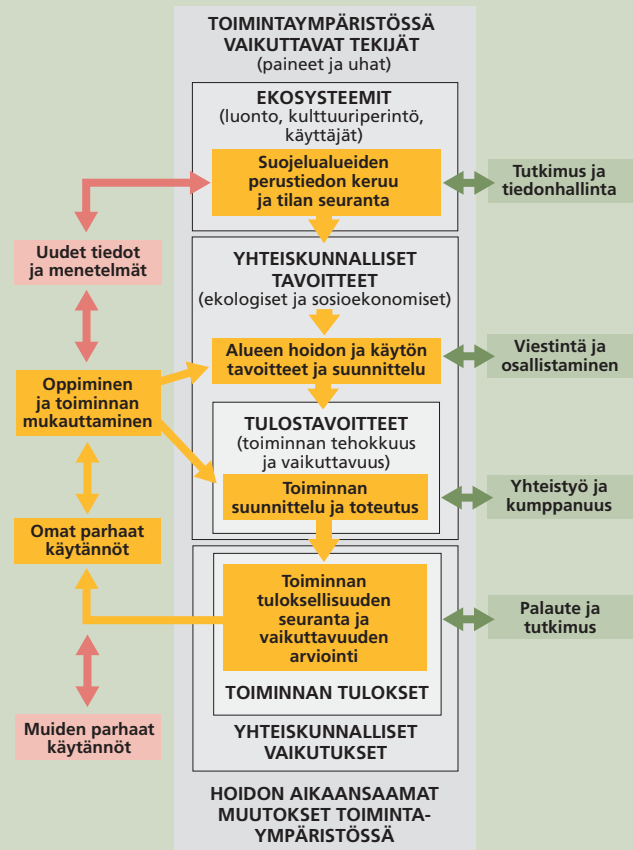 TOIMINTAYMPÄRISTÖSSÄ
VAIKUTTAVAT TEKIJÄT
(paineet ja uhat)
EKOSYSTEEMIT
(luonto, kulttuuriperintö,
käyttäjät)
Suojelualueiden
perustiedon keruu
ja tilan seuranta
Tutkimus ja
tiedonhallinta
Uudet tiedot
ja menetelmät
YHTEISKUNNALLISET
TAVOITTEET
(ekologiset ja sosioekonomiset)
Alueen hoidon ja käytön
tavoitteet ja suunnittelu
Viestintä ja
osallistaminen
Oppiminen
ja toiminnan
mukauttaminen
TULOSTAVOITTEET
(toiminnan tehokkuus
ja vaikuttavuus)
Toiminnan
suunnittelu ja toteutus
Yhteistyö ja
kumppanuus
Omat parhaat
käytännöt
Toiminnan
tuloksellisuuden
seuranta ja
vaikuttavuuden
arviointi
Palaute ja
tutkimus
TOIMINNAN TULOKSET
Muiden parhaat
käytännöt
YHTEISKUNNALLISET
VAIKUTUKSET
HOIDON AIKAANSAAMAT
MUUTOKSET TOIMINTA-
YMPÄRISTÖSSÄ